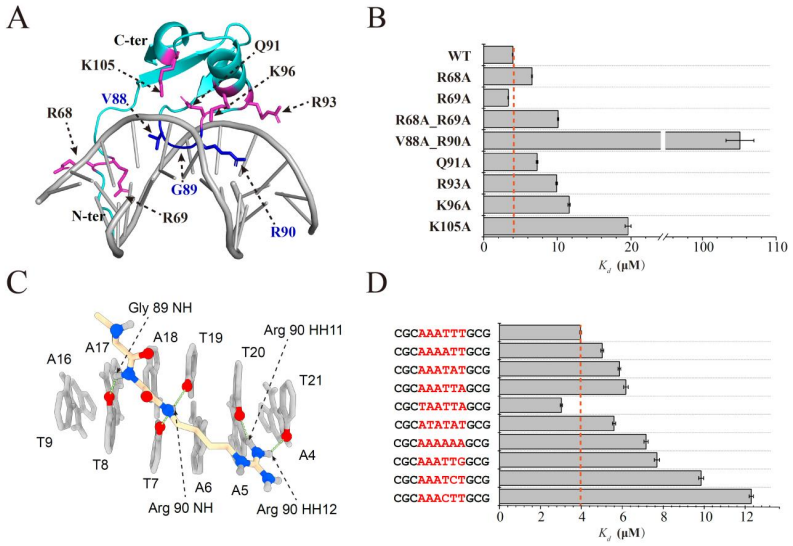 A
C-ter
Q91
K105
K96
V88
R93
R68
G89
N-ter
R69
R90
B
WT
R68A
R69A
R68A_R69A
V88A_R90A
Q91A
R93A
K96A
K105A
0 10 20 100 110
Kd (μM)
C
Gly 89 NH
A18
T19
Arg 90 HH11
A17
A16
T20
T21
T9
T8
T7
A6
A5
A4
Arg 90 NH
Arg 90 HH12
D
CGCAAATTTGCG
CGCAAAATTGCG
CGCAAATATGCG
CGCAAATTAGCG
CGCTAATTAGCG
CGCATATATGCG
CGCAAAAAAGCG
CGCAAATTGGCG
CGCAAATCTGCG
CGCAAACTTGCG
0 2 4 6 8 10 12
Kd (μM)